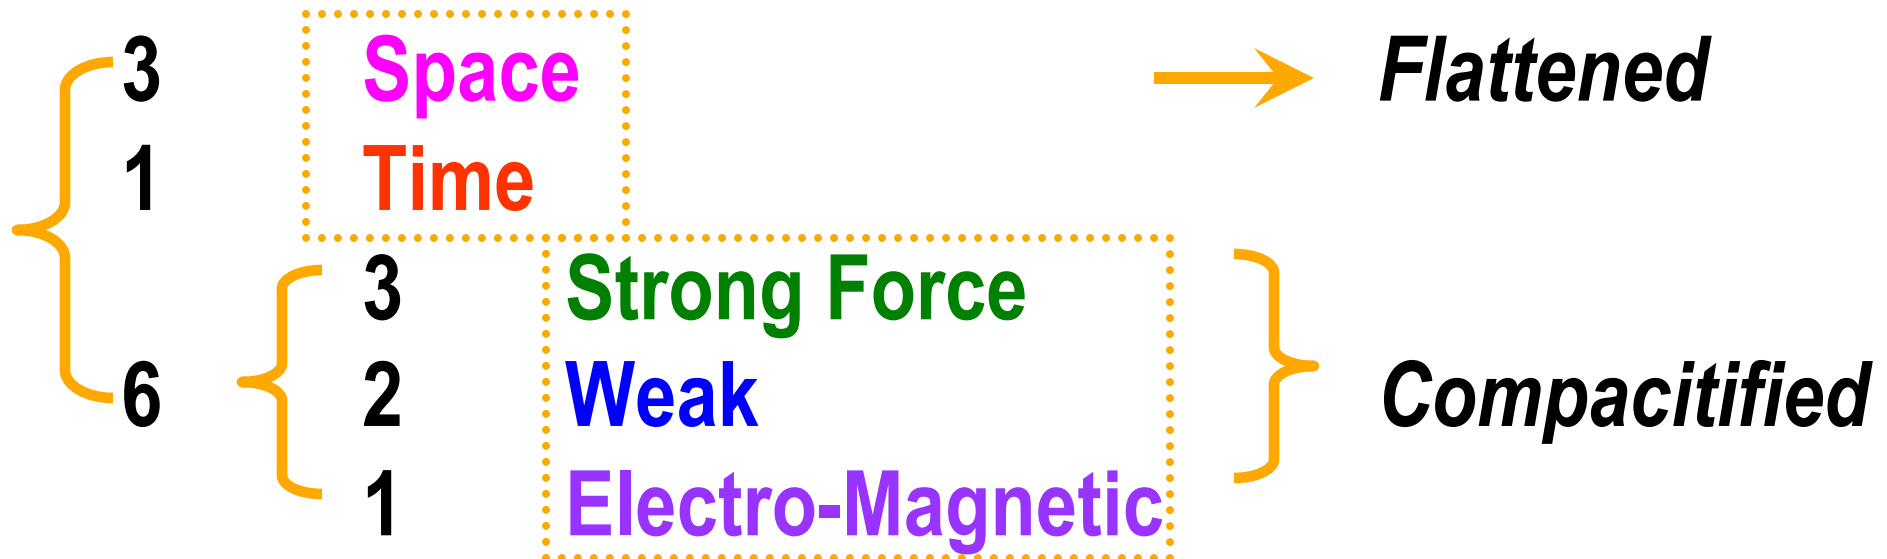 3 Space Flattened
1 Time
3 Strong Force
6 2 Weak Compacitified
1 Electro-Magnetic